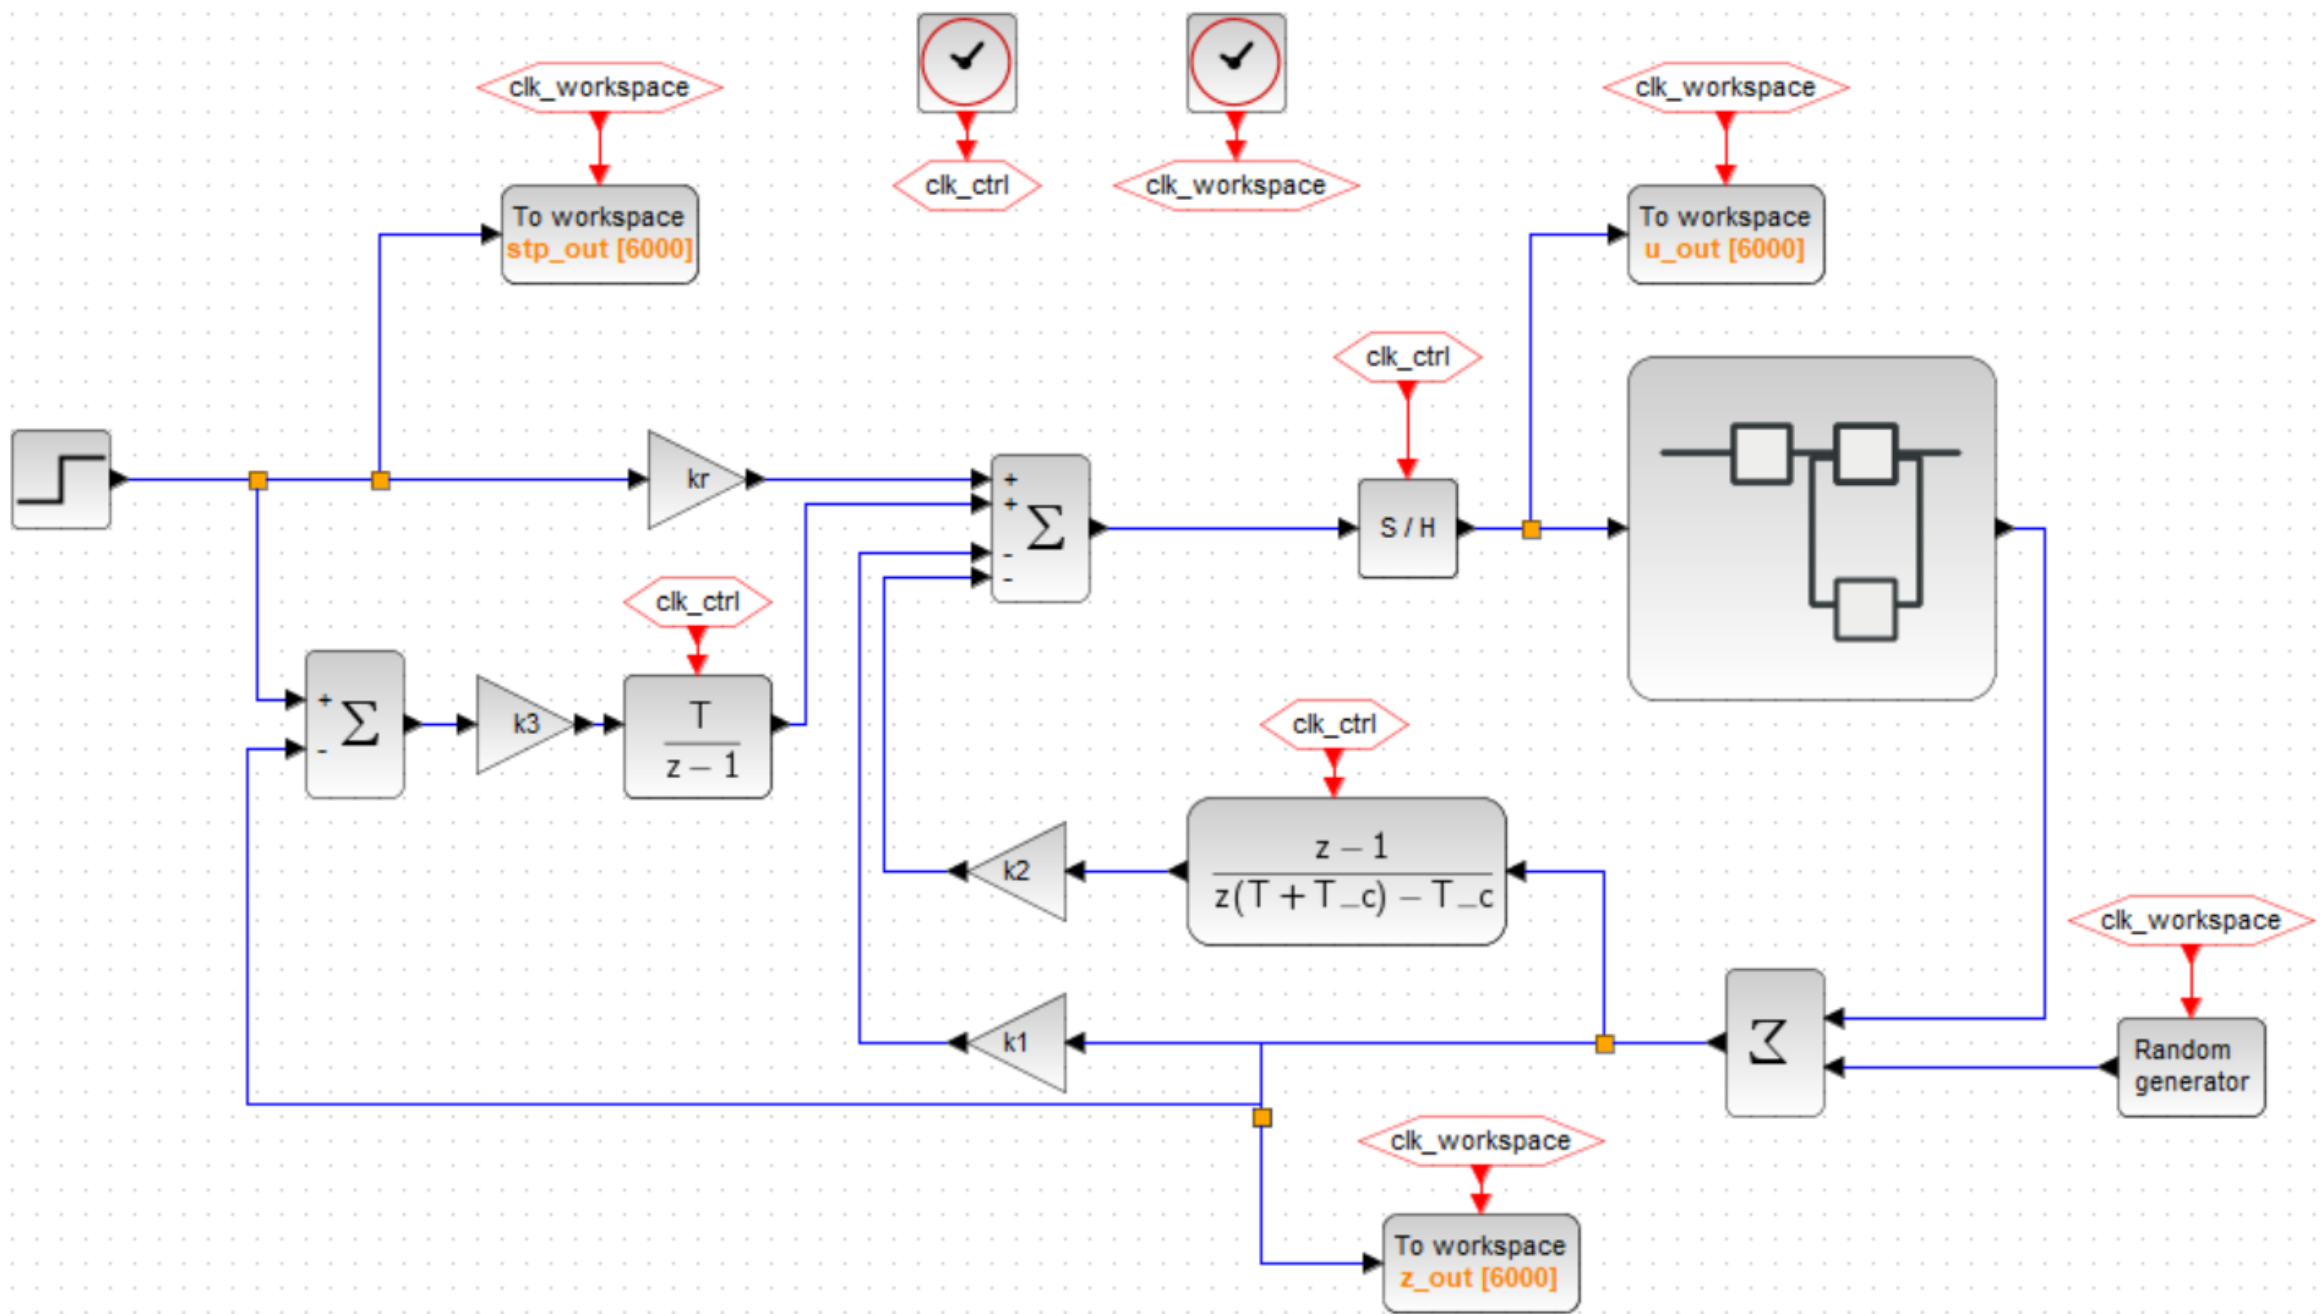 clk_workspace
clk_workspace
To workspace
stp_out [6000]
clk_ctrl
clk_workspace
To workspace
u_out [6000]
clk_ctrl
kr
+
+
-
-
Σ
S / H
clk_ctrl
+
-
Σ
k3
T
z − 1
clk_ctrl
k2
z − 1
z(T + T_c) − T_c
clk_workspace
k1
Σ
Random
generator
clk_workspace
To workspace
z_out [6000]